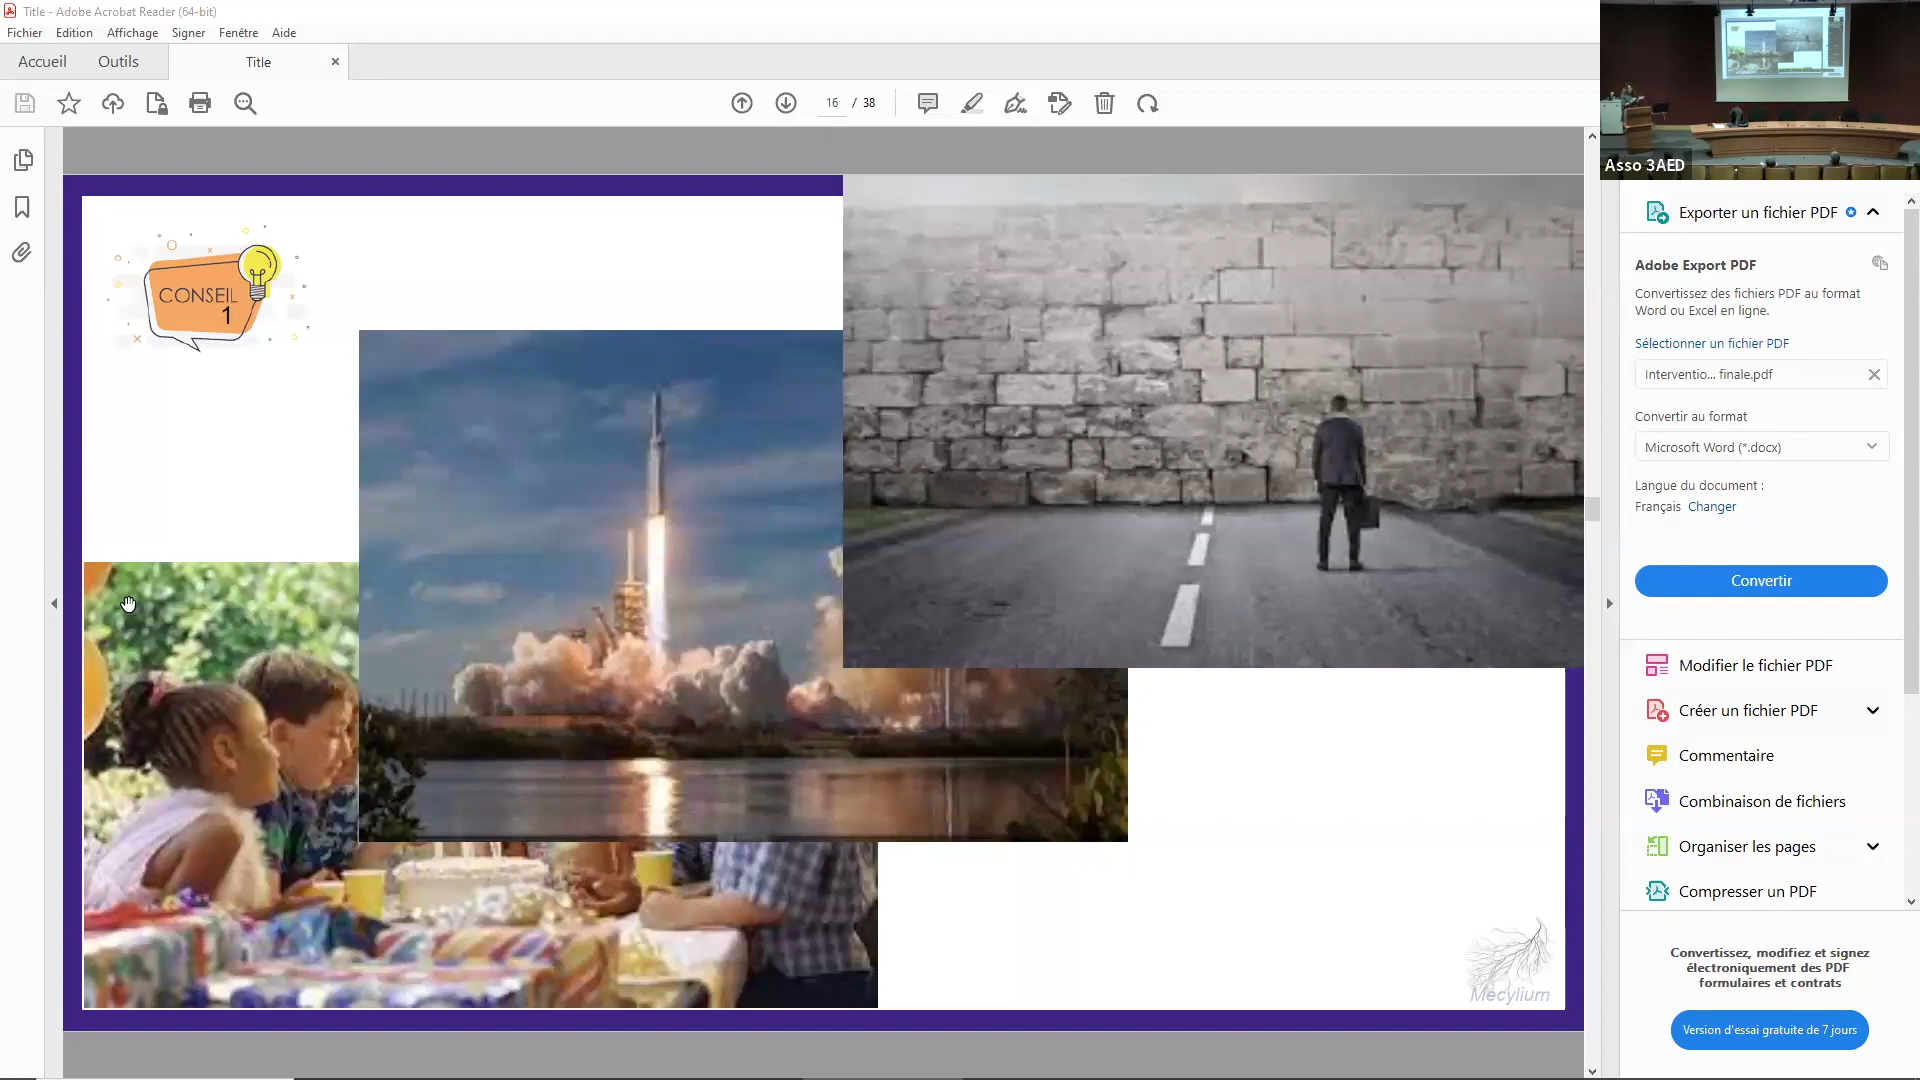 Title - Adobe Acrobat Reader (64-bit)
Fichier Edition Affichage Signer Fenêtre Aide
Accueil Outils Title
16 / 38
Asso 3AED
CONSEIL
1
Mecylium
Exporter un fichier PDF
Adobe Export PDF
Convertissez des fichiers PDF au format
Word ou Excel en ligne.
Sélectionner un fichier PDF
Interventio... finale.pdf
Convertir au format
Microsoft Word (*.docx)
Langue du document :
Français Changer
Convertir
Modifier le fichier PDF
Créer un fichier PDF
Commentaire
Combinaison de fichiers
Organiser les pages
Compresser un PDF
Convertissez, modifiez et signez
électroniquement des PDF
formulaires et contrats
Version d'essai gratuite de 7 jours